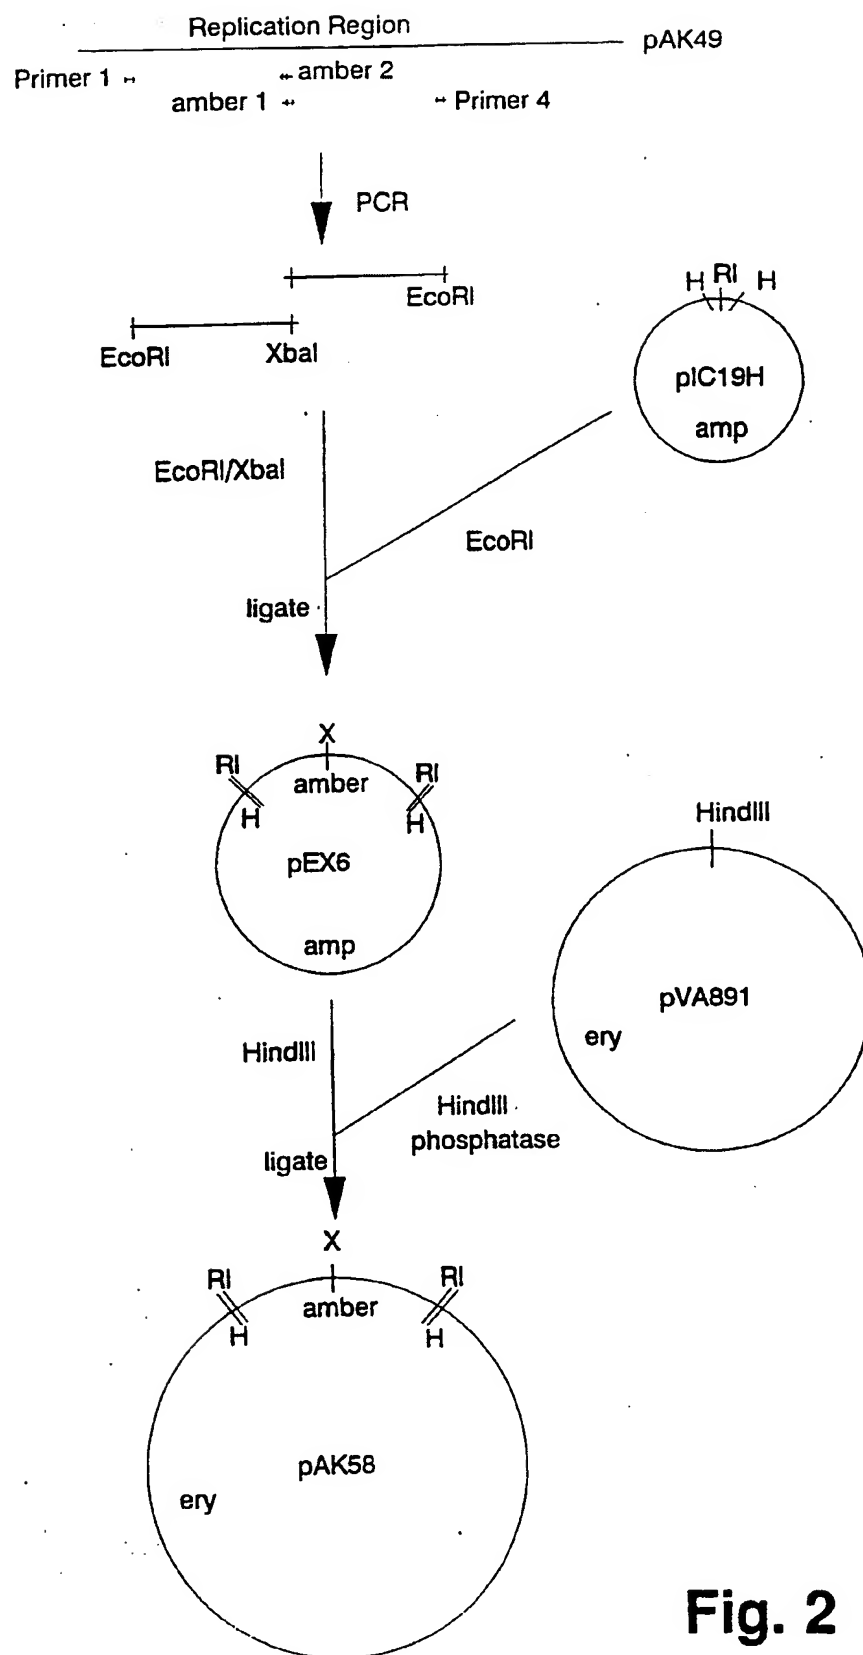 Replication Region
pAK49
Primer 1
amber 2
amber 1
Primer 4
PCR
EcoRI
EcoRI
XbaI
H RI H
pIC19H
amp
EcoRI/XbaI
EcoRI
ligate
X
RI
amber
RI
H
H
pEX6
amp
HindIII
pVA891
ery
HindIII
HindIII
phosphatase
ligate
X
RI
RI
amber
H
H
pAK58
ery
Fig. 2